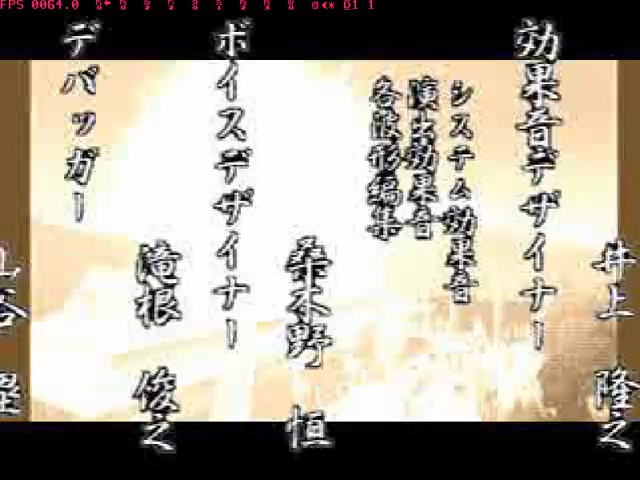 FPS 0064.0
井上 隆之
効果音デザイナー
システム効果音
演出効果音
各波形編集
桑木野 恒
ボイスデザイナー
滝根 俊之
デバッガー